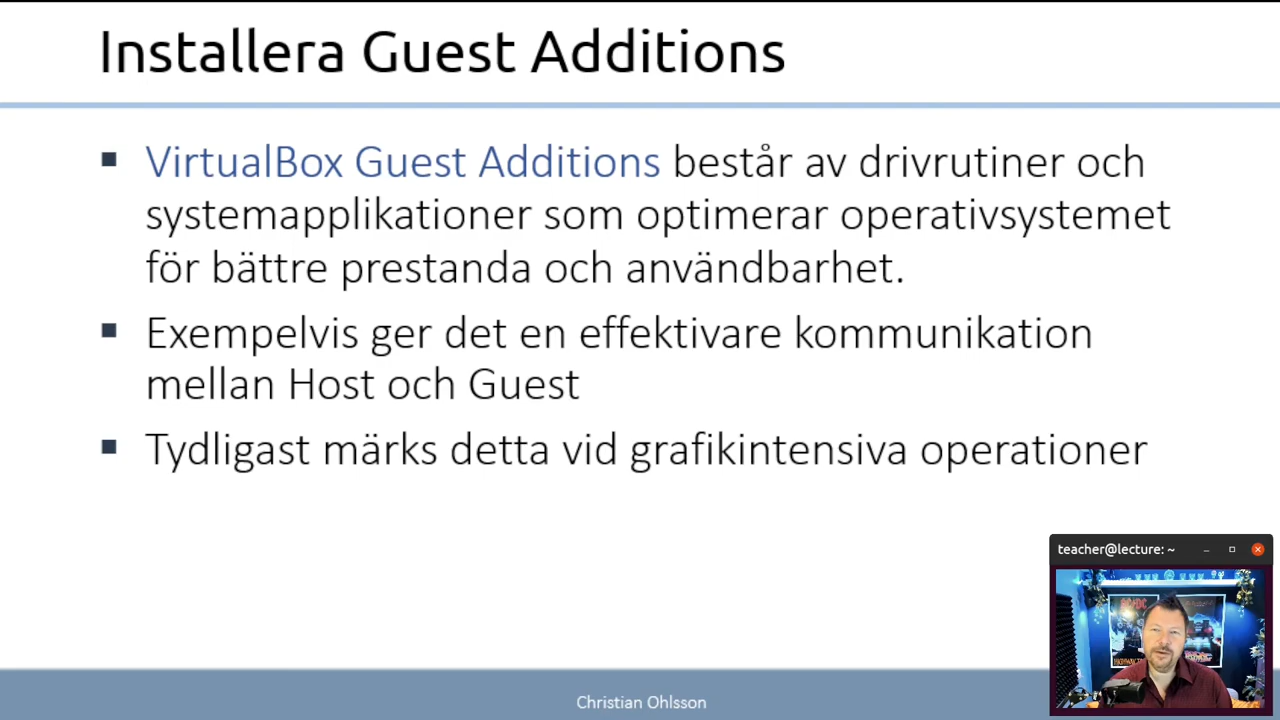 Installera Guest Additions
VirtualBox Guest Additions består av drivrutiner och
systemapplikationer som optimerar operativsystemet
för bättre prestanda och användbarhet.
Exempelvis ger det en effektivare kommunikation
mellan Host och Guest
Tydligast märks detta vid grafikintensiva operationer
teacher@lecture: ~
Christian Ohlsson